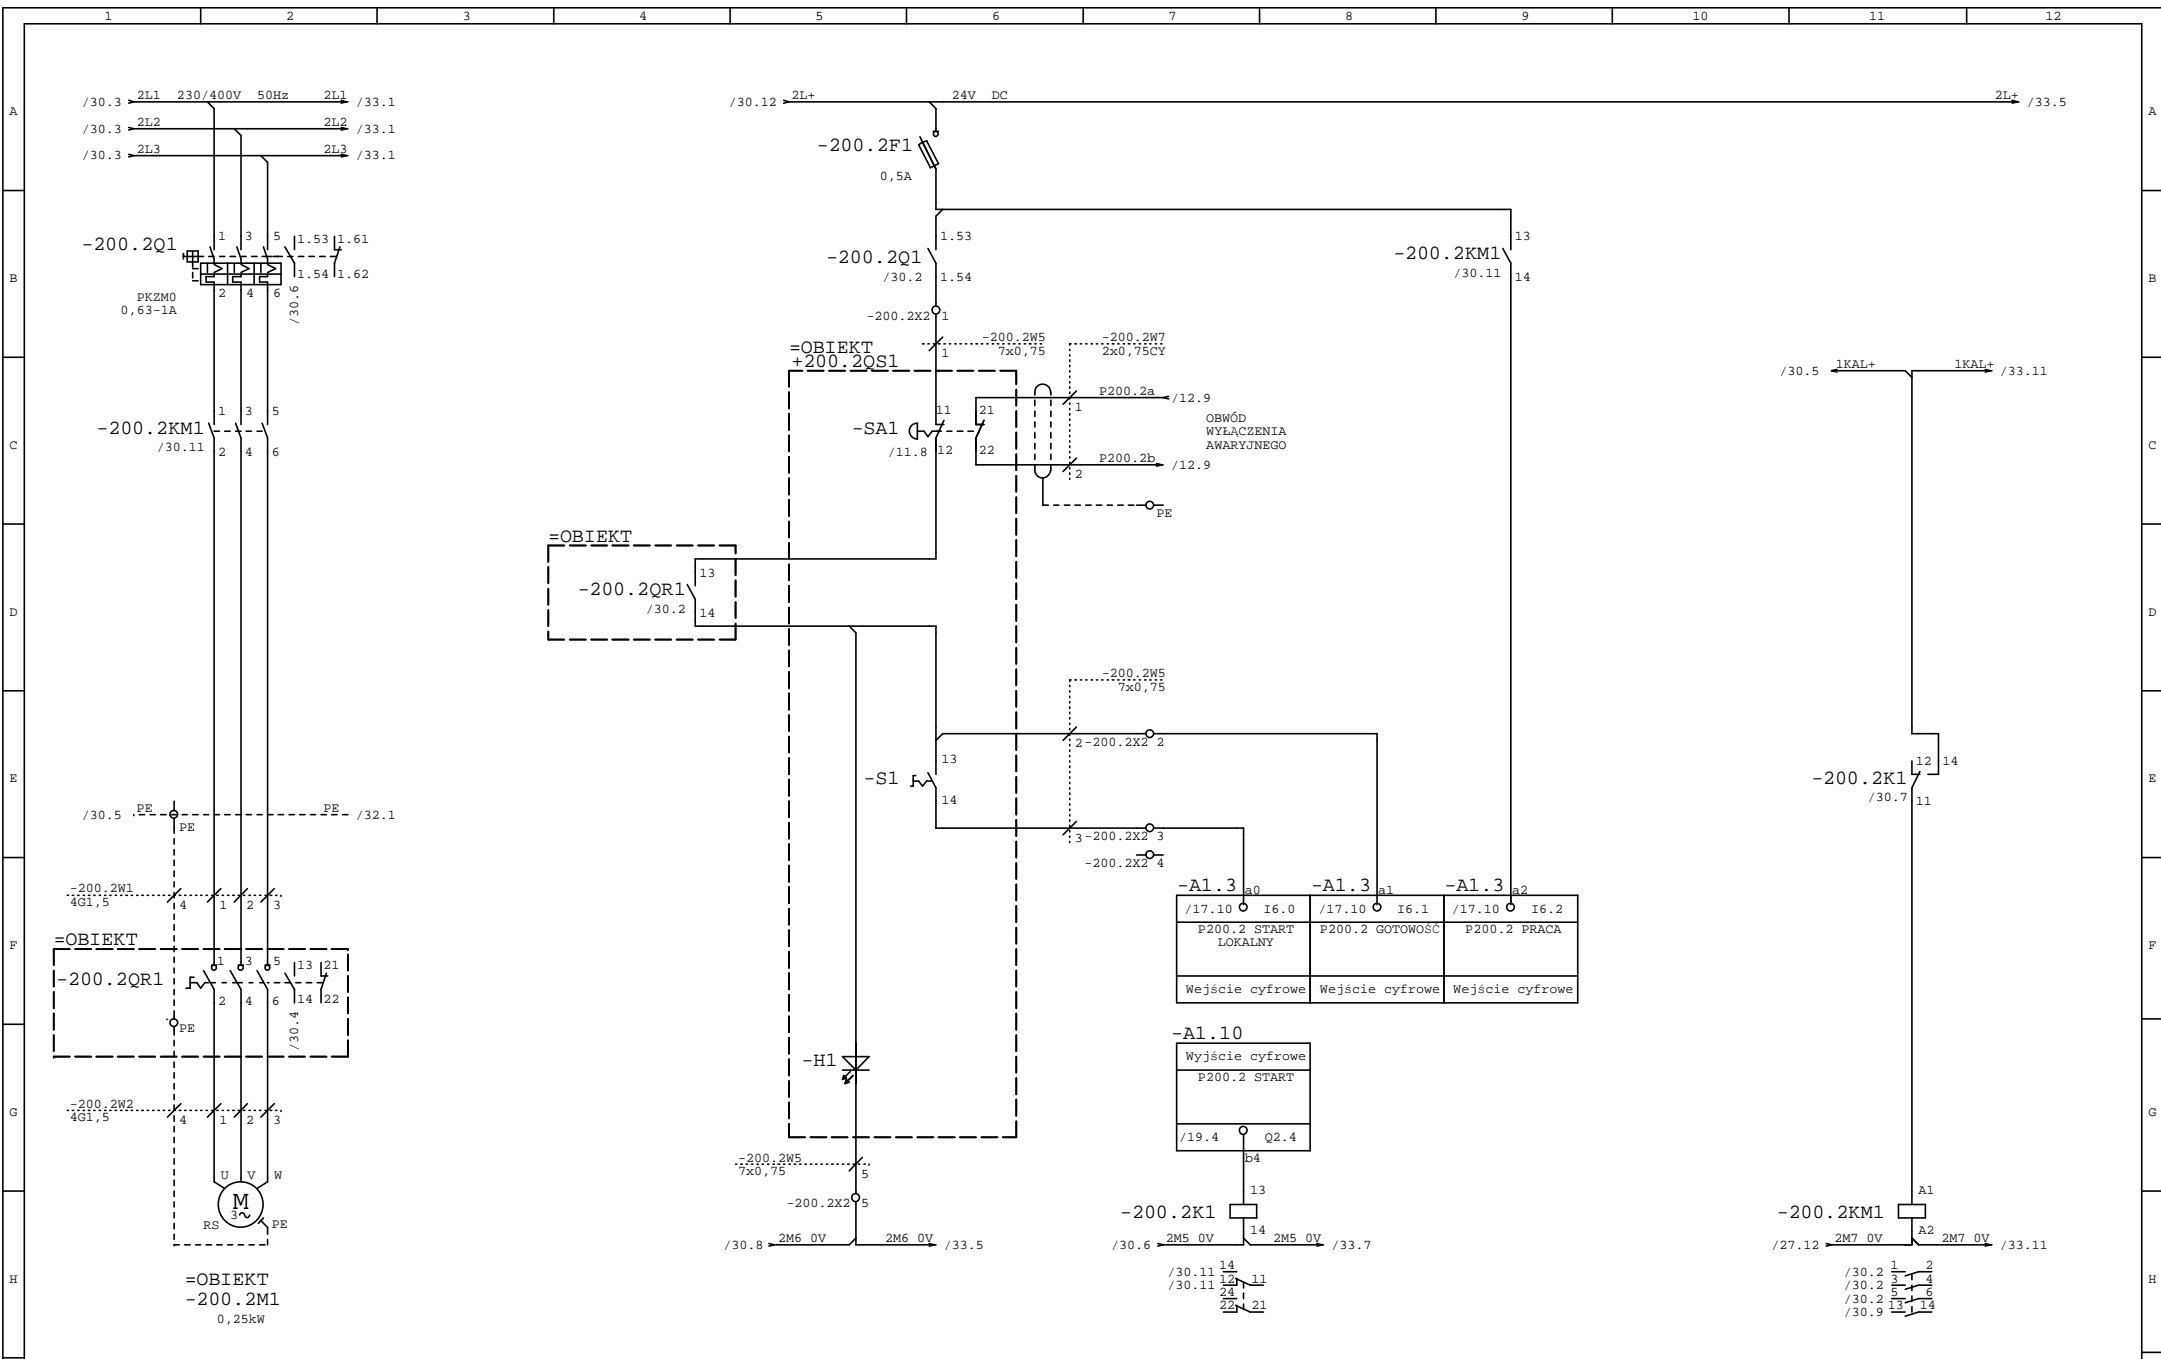 1 2 3 4 5 6 7 8 9 10 11 12
A A
B B
C C
D D
E E
F F
G G
H H
/30.3 2L1 230/400V 50Hz 2L1 /33.1
/30.3 2L2 2L2 /33.1
/30.3 2L3 2L3 /33.1
-200.2Q1
1 3 5 1.53 1.61
2 4 6 1.54 1.62
PKZM0
0,63-1A
/30.6
-200.2KM1
/30.11
1 3 5
2 4 6
/30.5 PE PE /32.1
PE
-200.2W1
4G1,5
4 1 2 3
=OBIEKT
-200.2QR1
1 3 5 13 21
2 4 6 14 22
PE
/30.4
-200.2W2
4G1,5
4 1 2 3
U V W
M
3~
RS PE
=OBIEKT
-200.2M1
0,25kW
/30.12 2L+ 24V DC 2L+ /33.5
-200.2F1
0,5A
-200.2Q1
/30.2
1.53
1.54
-200.2X2 1
-200.2W5
7x0,75
1
-200.2W7
2x0,75CY
=OBIEKT
+200.2QS1
-SA1
/11.8
11 21
12 22
P200.2a /12.9
1
OBWÓD
WYŁĄCZENIA
AWARYJNEGO
P200.2b /12.9
2
PE
=OBIEKT
-200.2QR1
/30.2
13
14
-200.2W5
7x0,75
2 -200.2X2 2
-S1
13
14
3 -200.2X2 3
-200.2X2 4
-H1
-200.2W5
7x0,75
5
-200.2X2 5
/30.8 2M6 0V 2M6 0V /33.5
-200.2KM1
/30.11
13
14
-A1.3 a0 -A1.3 a1 -A1.3 a2
/17.10 I6.0 /17.10 I6.1 /17.10 I6.2
P200.2 START P200.2 GOTOWOŚĆ P200.2 PRACA
LOKALNY
Wejście cyfrowe Wejście cyfrowe Wejście cyfrowe
-A1.10
Wyjście cyfrowe
P200.2 START
/19.4 Q2.4
b4
-200.2K1
13
14
/30.6 2M5 0V 2M5 0V /33.7
14
/30.11 12 11
/30.11
24
22 21
/30.5 1KAL+ 1KAL+ /33.11
-200.2K1
/30.7
12 14
11
-200.2KM1
A1
A2
/27.12 2M7 0V 2M7 0V /33.11
/30.2 1 2
/30.2 3 4
/30.2 5 6
/30.9 13 14